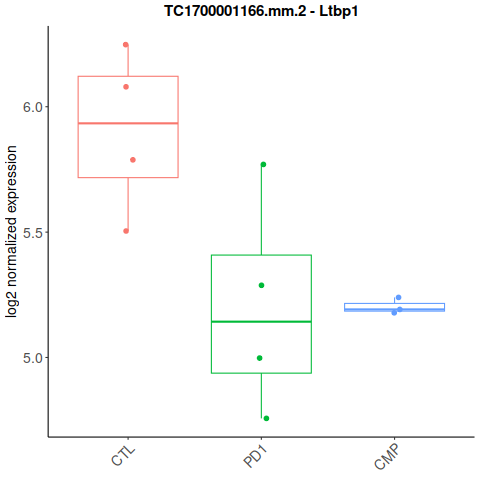 TC1700001166.mm.2 - Ltbp1
log2 normalized expression
6.0
5.5
5.0
CTL
PD1
CMP